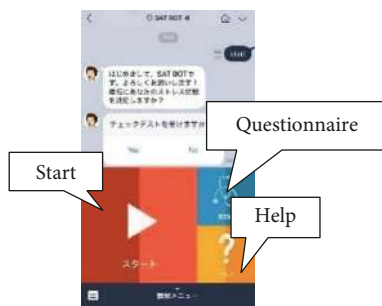 SAT BOT
start
はじめまして、SAT BOTで
す。よろしくお願いします！
最初にあなたのストレス状態
を測定しますか？
チェックテストを受けますか
Yes
No
Questionnaire
Start
Help
スタート